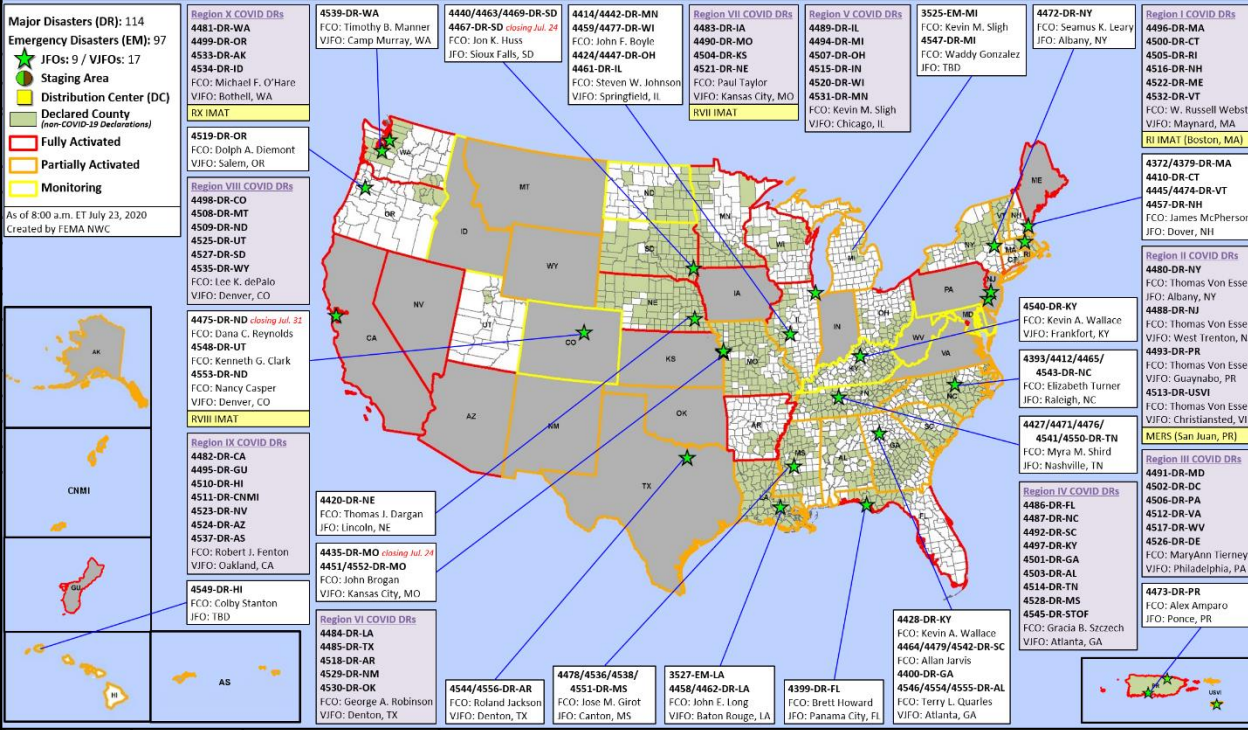 Major Disasters (DR): 114
Emergency Disasters (EM): 97
JFOs: 9 / VJFOs: 17
Staging Area
Distribution Center (DC)
Declared County
(non-COVID-19 Declarations)
Fully Activated
Partially Activated
Monitoring
As of 8:00 a.m. ET July 23, 2020
Created by FEMA NWC
Region X COVID DRs
4481-DR-WA
4499-DR-OR
4533-DR-AK
4534-DR-ID
FCO: Michael F. O'Hare
VJFO: Bothell, WA
RX IMAT
4519-DR-OR
FCO: Dolph A. Diemont
VJFO: Salem, OR
Region VIII COVID DRs
4498-DR-CO
4508-DR-MT
4509-DR-ND
4525-DR-UT
4527-DR-SD
4535-DR-WY
FCO: Lee K. dePalo
VJFO: Denver, CO
4475-DR-ND closing Jul. 31
FCO: Dana C. Reynolds
4548-DR-UT
FCO: Kenneth G. Clark
4553-DR-ND
FCO: Nancy Casper
VJFO: Denver, CO
RVIII IMAT
Region IX COVID DRs
4482-DR-CA
4495-DR-GU
4510-DR-HI
4511-DR-CNMI
4523-DR-NV
4524-DR-AZ
4537-DR-AS
FCO: Robert J. Fenton
VJFO: Oakland, CA
4549-DR-HI
FCO: Colby Stanton
JFO: TBD
4539-DR-WA
FCO: Timothy B. Manner
VJFO: Camp Murray, WA
4440/4463/4469-DR-SD
4467-DR-SD closing Jul. 24
FCO: Jon K. Huss
JFO: Sioux Falls, SD
4414/4442-DR-MN
4459/4477-DR-WI
FCO: John F. Boyle
4424/4447-DR-OH
4461-DR-IL
FCO: Steven W. Johnson
VJFO: Springfield, IL
Region VII COVID DRs
4483-DR-IA
4490-DR-MO
4504-DR-KS
4521-DR-NE
FCO: Paul Taylor
VJFO: Kansas City, MO
RVII IMAT
Region V COVID DRs
4489-DR-IL
4494-DR-MI
4507-DR-OH
4515-DR-IN
4520-DR-WI
4531-DR-MN
FCO: Kevin M. Sligh
VJFO: Chicago, IL
3525-EM-MI
FCO: Kevin M. Sligh
4547-DR-MI
FCO: Waddy Gonzalez
JFO: TBD
4472-DR-NY
FCO: Seamus K. Leary
JFO: Albany, NY
Region I COVID DRs
4496-DR-MA
4500-DR-CT
4505-DR-RI
4516-DR-NH
4522-DR-ME
4532-DR-VT
FCO: W. Russell Webst
VJFO: Maynard, MA
RI IMAT (Boston, MA)
4372/4379-DR-MA
4410-DR-CT
4445/4474-DR-VT
4457-DR-NH
FCO: James McPherson
JFO: Dover, NH
Region II COVID DRs
4480-DR-NY
FCO: Thomas Von Esse
JFO: Albany, NY
4488-DR-NJ
FCO: Thomas Von Esse
VJFO: West Trenton, N
4493-DR-PR
FCO: Thomas Von Esse
VJFO: Guaynabo, PR
4513-DR-USVI
FCO: Thomas Von Esse
VJFO: Christiansted, VI
MERS (San Juan, PR)
Region III COVID DRs
4491-DR-MD
4502-DR-DC
4506-DR-PA
4512-DR-VA
4517-DR-WV
4526-DR-DE
FCO: MaryAnn Tierney
VJFO: Philadelphia, PA
4473-DR-PR
FCO: Alex Amparo
JFO: Ponce, PR
4540-DR-KY
FCO: Kevin A. Wallace
VJFO: Frankfort, KY
4393/4412/4465/
4543-DR-NC
FCO: Elizabeth Turner
JFO: Raleigh, NC
4427/4471/4476/
4541/4550-DR-TN
FCO: Myra M. Shird
JFO: Nashville, TN
Region IV COVID DRs
4486-DR-FL
4487-DR-NC
4492-DR-SC
4497-DR-KY
4501-DR-GA
4503-DR-AL
4514-DR-TN
4528-DR-MS
4545-DR-STOF
FCO: Gracia B. Szczech
VJFO: Atlanta, GA
4420-DR-NE
FCO: Thomas J. Dargan
JFO: Lincoln, NE
4435-DR-MO closing Jul. 24
4451/4552-DR-MO
FCO: John Brogan
VJFO: Kansas City, MO
Region VI COVID DRs
4484-DR-LA
4485-DR-TX
4518-DR-AR
4529-DR-NM
4530-DR-OK
FCO: George A. Robinson
VJFO: Denton, TX
4544/4556-DR-AR
FCO: Roland Jackson
VJFO: Denton, TX
4478/4536/4538/
4551-DR-MS
FCO: Jose M. Girot
JFO: Canton, MS
3527-EM-LA
4458/4462-DR-LA
FCO: John E. Long
VJFO: Baton Rouge, LA
4399-DR-FL
FCO: Brett Howard
JFO: Panama City, FL
4428-DR-KY
FCO: Kevin A. Wallace
4464/4479/4542-DR-SC
FCO: Allan Jarvis
4400-DR-GA
4546/4554/4555-DR-AL
FCO: Terry L. Quarles
VJFO: Atlanta, GA
WA
OR
MT
ID
WY
NV
CA
UT
CO
AZ
NM
ND
SD
NE
KS
OK
TX
MN
IA
MO
AR
LA
WI
IL
MI
IN
OH
KY
TN
MS
AL
GA
FL
SC
NC
VA
WV
MD
PA
NJ
NY
VT
NH
ME
MA
CT
RI
AK
CNMI
GU
HI
AS
PR
USVI